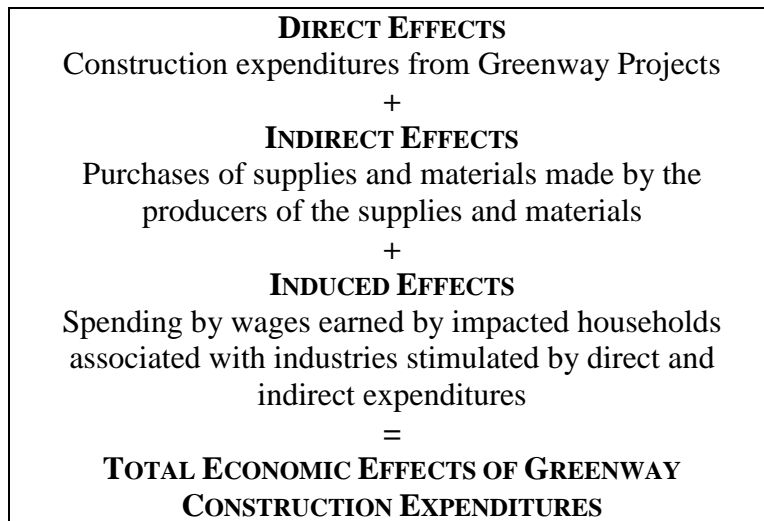 DIRECT EFFECTS
Construction expenditures from Greenway Projects
+
INDIRECT EFFECTS
Purchases of supplies and materials made by the
producers of the supplies and materials
+
INDUCED EFFECTS
Spending by wages earned by impacted households
associated with industries stimulated by direct and
indirect expenditures
=
TOTAL ECONOMIC EFFECTS OF GREENWAY
CONSTRUCTION EXPENDITURES